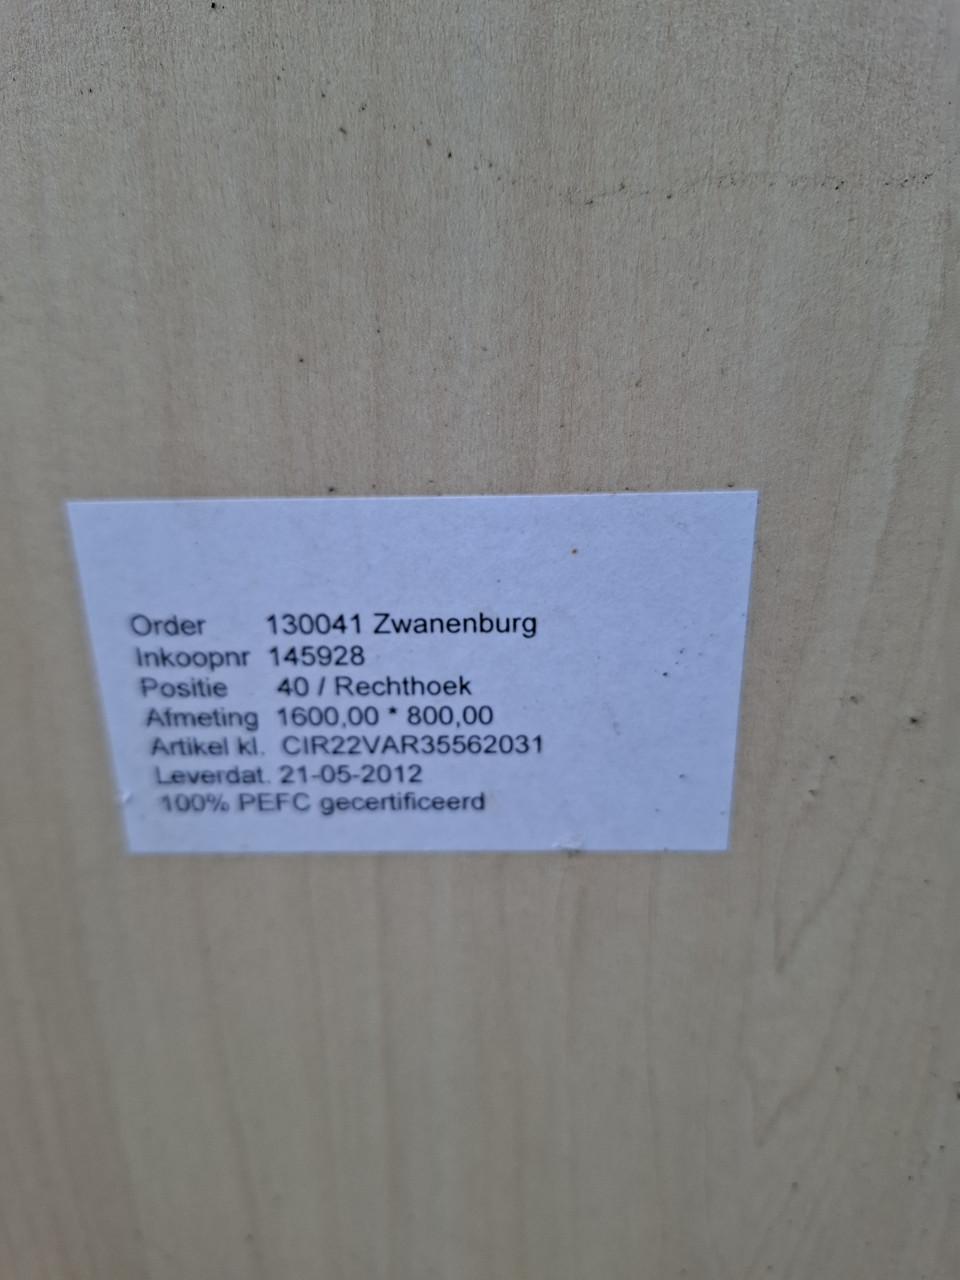 Order 130041 Zwanenburg
Inkoopnr 145928
Positie 40 / Rechthoek
Afmeting 1600,00 * 800,00
Artikel kl. CIR22VAR35562031
Leverdat. 21-05-2012
100% PEFC gecertificeerd